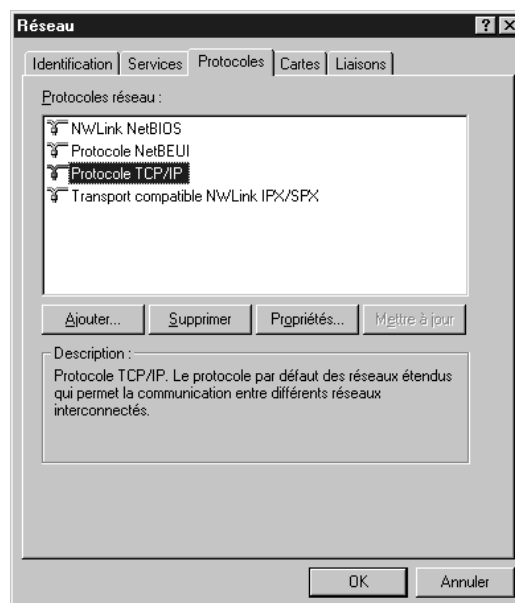 Réseau
Identification Services Protocoles Cartes Liaisons
Protocoles réseau :
NWLink NetBIOS
Protocole NetBEUI
Protocole TCP/IP
Transport compatible NWLink IPX/SPX
Ajouter... Supprimer Propriétés... Mettre à jour
Description :
Protocole TCP/IP. Le protocole par défaut des réseaux étendus
qui permet la communication entre différents réseaux
interconnectés.
OK Annuler